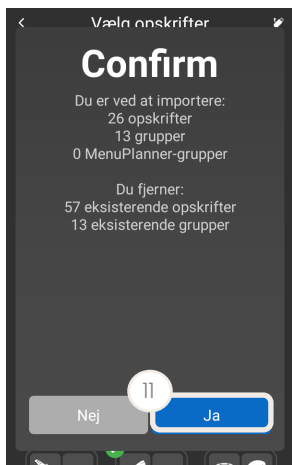 Vælg opskrifter
Confirm
Du er ved at importere:
26 opskrifter
13 grupper
0 MenuPlanner-grupper
Du fjerner:
57 eksisterende opskrifter
13 eksisterende grupper
11
Nej
Ja